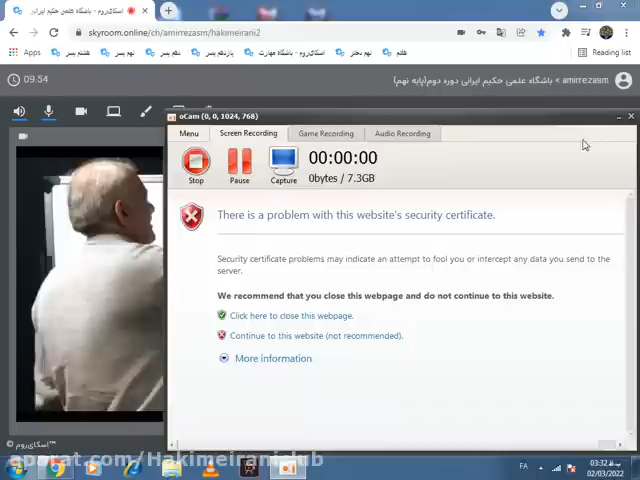 اسکای‌روم - باشگاه علمی حکیم ایرانی
skyroom.online/ch/amirrezasm/hakimeirani2
Apps
هشتم پسر
نهم پسر
دهم پسر
یازدهم پسر
اسکای‌روم - باشگاه مهارت
نهم دختر
هفتم
Reading list
09:54
amirrezasm » باشگاه علمی حکیم ایرانی دوره دوم(پایه نهم)
oCam (0, 0, 1024, 768)
Menu
Screen Recording
Game Recording
Audio Recording
00:00:00
Stop
Pause
Capture
0bytes / 7.3GB
There is a problem with this website's security certificate.
Security certificate problems may indicate an attempt to fool you or intercept any data you send to the
server.
We recommend that you close this webpage and do not continue to this website.
Click here to close this webpage.
Continue to this website (not recommended).
More information
© اسکای‌روم™
aparat.com/Hakimeiraniclub
FA
03:32 ب.ظ
02/03/2022